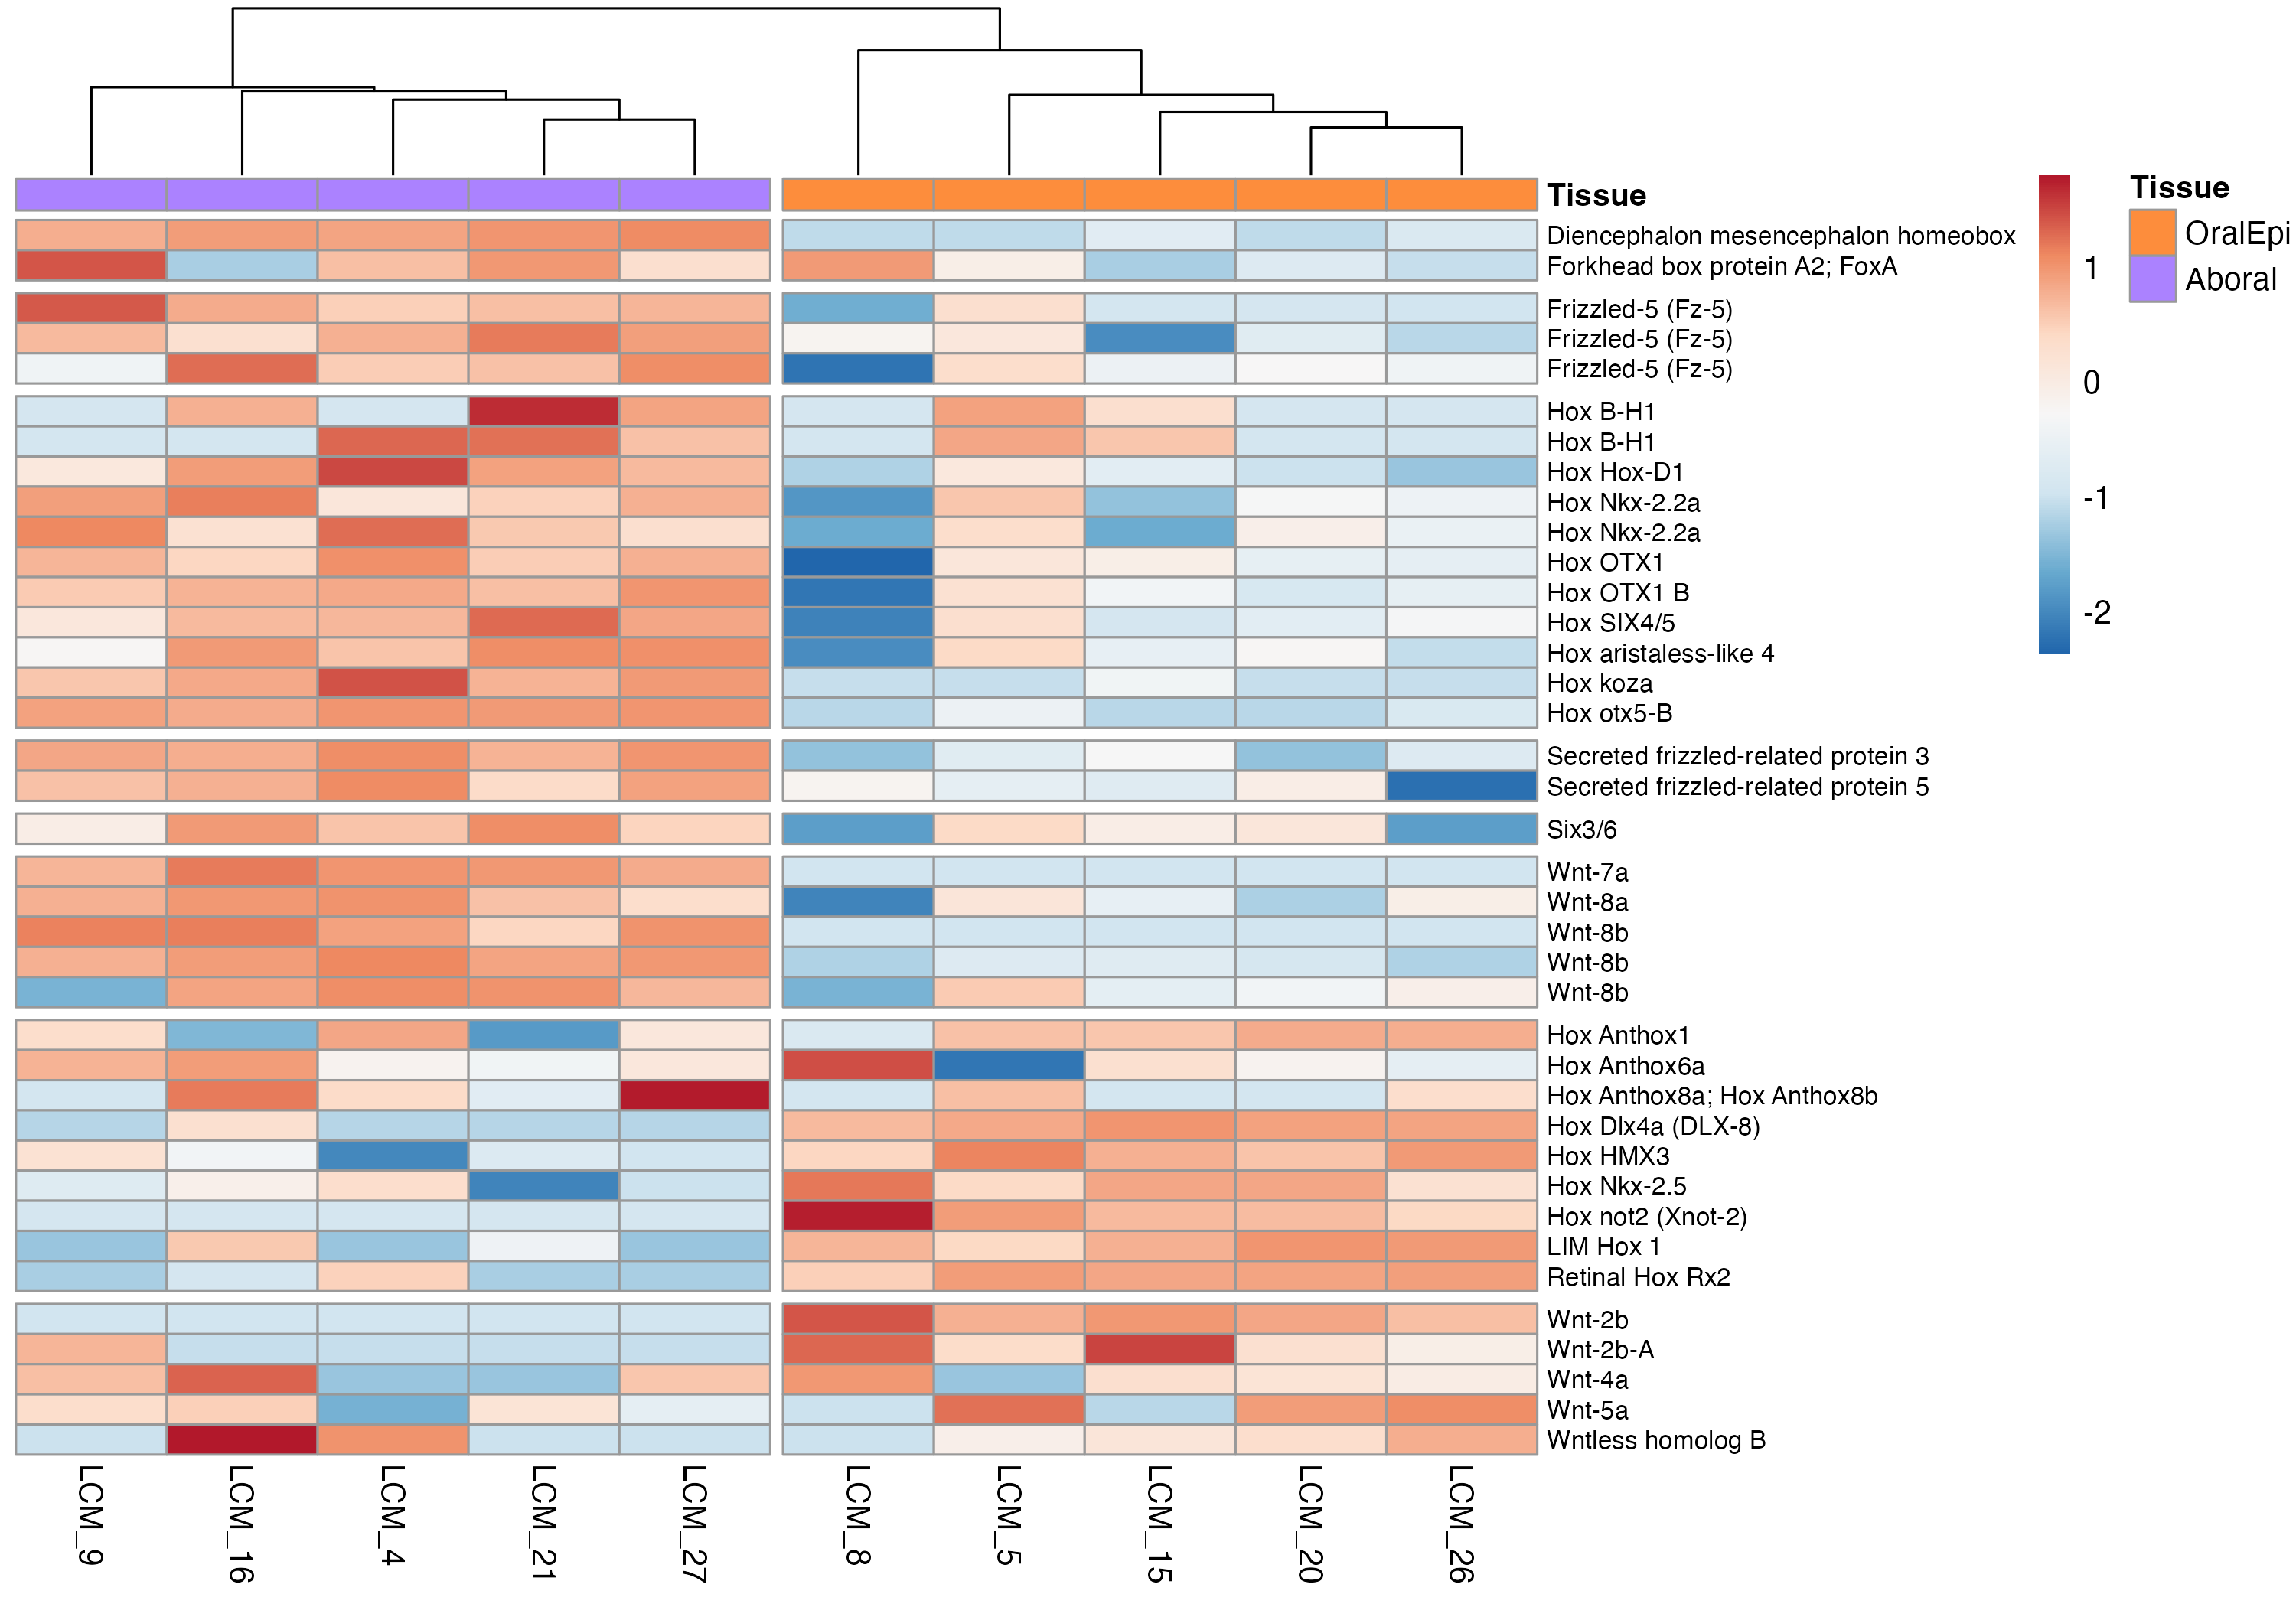 Tissue
Diencephalon mesencephalon homeobox
Forkhead box protein A2; FoxA
Frizzled-5 (Fz-5)
Frizzled-5 (Fz-5)
Frizzled-5 (Fz-5)
Hox B-H1
Hox B-H1
Hox Hox-D1
Hox Nkx-2.2a
Hox Nkx-2.2a
Hox OTX1
Hox OTX1 B
Hox SIX4/5
Hox aristaless-like 4
Hox koza
Hox otx5-B
Secreted frizzled-related protein 3
Secreted frizzled-related protein 5
Six3/6
Wnt-7a
Wnt-8a
Wnt-8b
Wnt-8b
Wnt-8b
Hox Anthox1
Hox Anthox6a
Hox Anthox8a; Hox Anthox8b
Hox Dlx4a (DLX-8)
Hox HMX3
Hox Nkx-2.5
Hox not2 (Xnot-2)
LIM Hox 1
Retinal Hox Rx2
Wnt-2b
Wnt-2b-A
Wnt-4a
Wnt-5a
Wntless homolog B
LCM_9
LCM_16
LCM_4
LCM_21
LCM_27
LCM_8
LCM_5
LCM_15
LCM_20
LCM_26
1
0
-1
-2
Tissue
OralEpi
Aboral